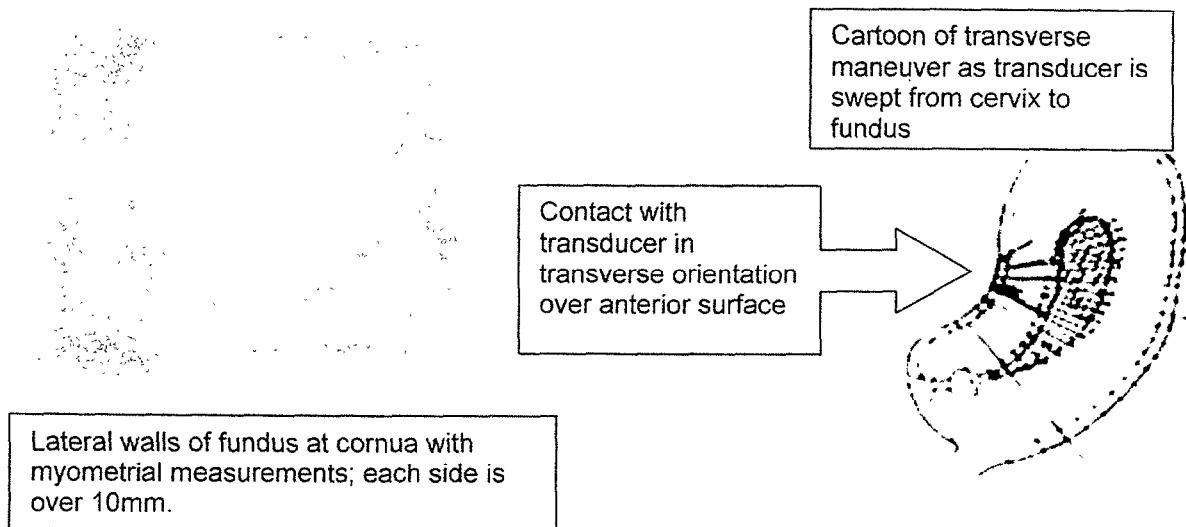 Cartoon of transverse
maneuver as transducer is
swept from cervix to
fundus
Contact with
transducer in
transverse orientation
over anterior surface
Lateral walls of fundus at cornua with
myometrial measurements; each side is
over 10mm.